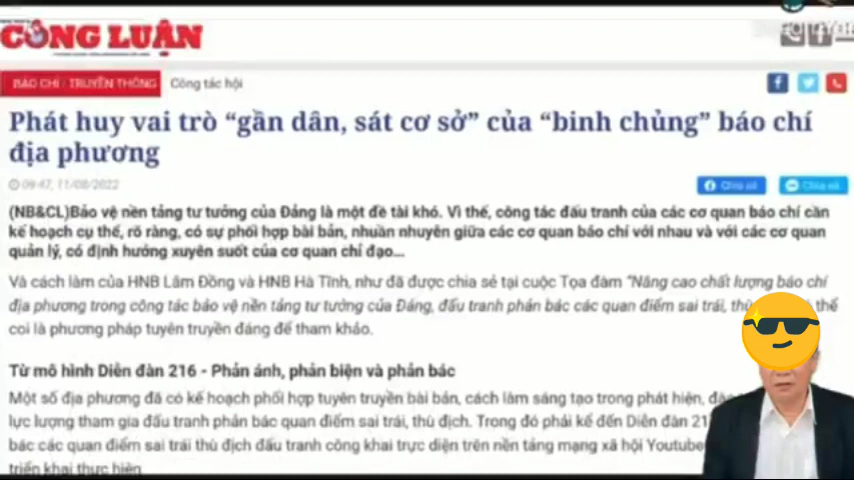 CÔNG LUẬN
BÁO CHÍ - TRUYỀN THÔNG Công tác hội
Phát huy vai trò “gần dân, sát cơ sở” của “binh chủng” báo chí
địa phương
09:47, 11/08/2022
Chia sẻ Chia sẻ
(NB&CL)Bảo vệ nền tảng tư tưởng của Đảng là một đề tài khó. Vì thế, công tác đấu tranh của các cơ quan báo chí cần
kế hoạch cụ thể, rõ ràng, có sự phối hợp bài bản, nhuần nhuyễn giữa các cơ quan báo chí với nhau và với các cơ quan
quản lý, có định hướng xuyên suốt của cơ quan chỉ đạo...
Và cách làm của HNB Lâm Đồng và HNB Hà Tĩnh, như đã được chia sẻ tại cuộc Tọa đàm “Nâng cao chất lượng báo chí
địa phương trong công tác bảo vệ nền tảng tư tưởng của Đảng, đấu tranh phản bác các quan điểm sai trái, thể
coi là phương pháp tuyên truyền đáng để tham khảo.
Từ mô hình Diễn đàn 216 - Phản ánh, phản biện và phản bác
Một số địa phương đã có kế hoạch phối hợp tuyên truyền bài bản, cách làm sáng tạo trong phát hiện,
lực lượng tham gia đấu tranh phản bác quan điểm sai trái, thù địch. Trong đó phải kể đến Diễn đàn
bác các quan điểm sai trái thù địch đấu tranh công khai trực diện trên nền tảng mạng xã hội Youtube
triển khai thực hiện